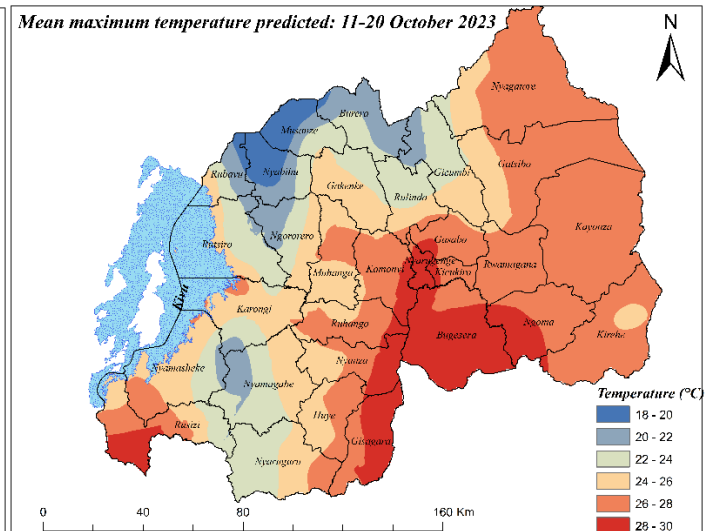 Mean maximum temperature predicted: 11-20 October 2023
N
Nyagatare
Burera
Musanze
Gatsibo
Rubavu
Nyabihu
Gakenke
Gicumbi
Rulindo
Kayonza
Ngororero
Rutsiro
Gasabo
Nyarugenge
Muhanga
Kamonyi
Kicukiro
Rwamagana
Kivu
Karongi
Ruhango
Bugesera
Ngoma
Kirehe
Nyamasheke
Nyanza
Nyamagabe
Huye
Rusizi
Gisagara
Nyaruguru
Temperature (°C)
18 - 20
20 - 22
22 - 24
24 - 26
26 - 28
28 - 30
0 40 80 160 Km